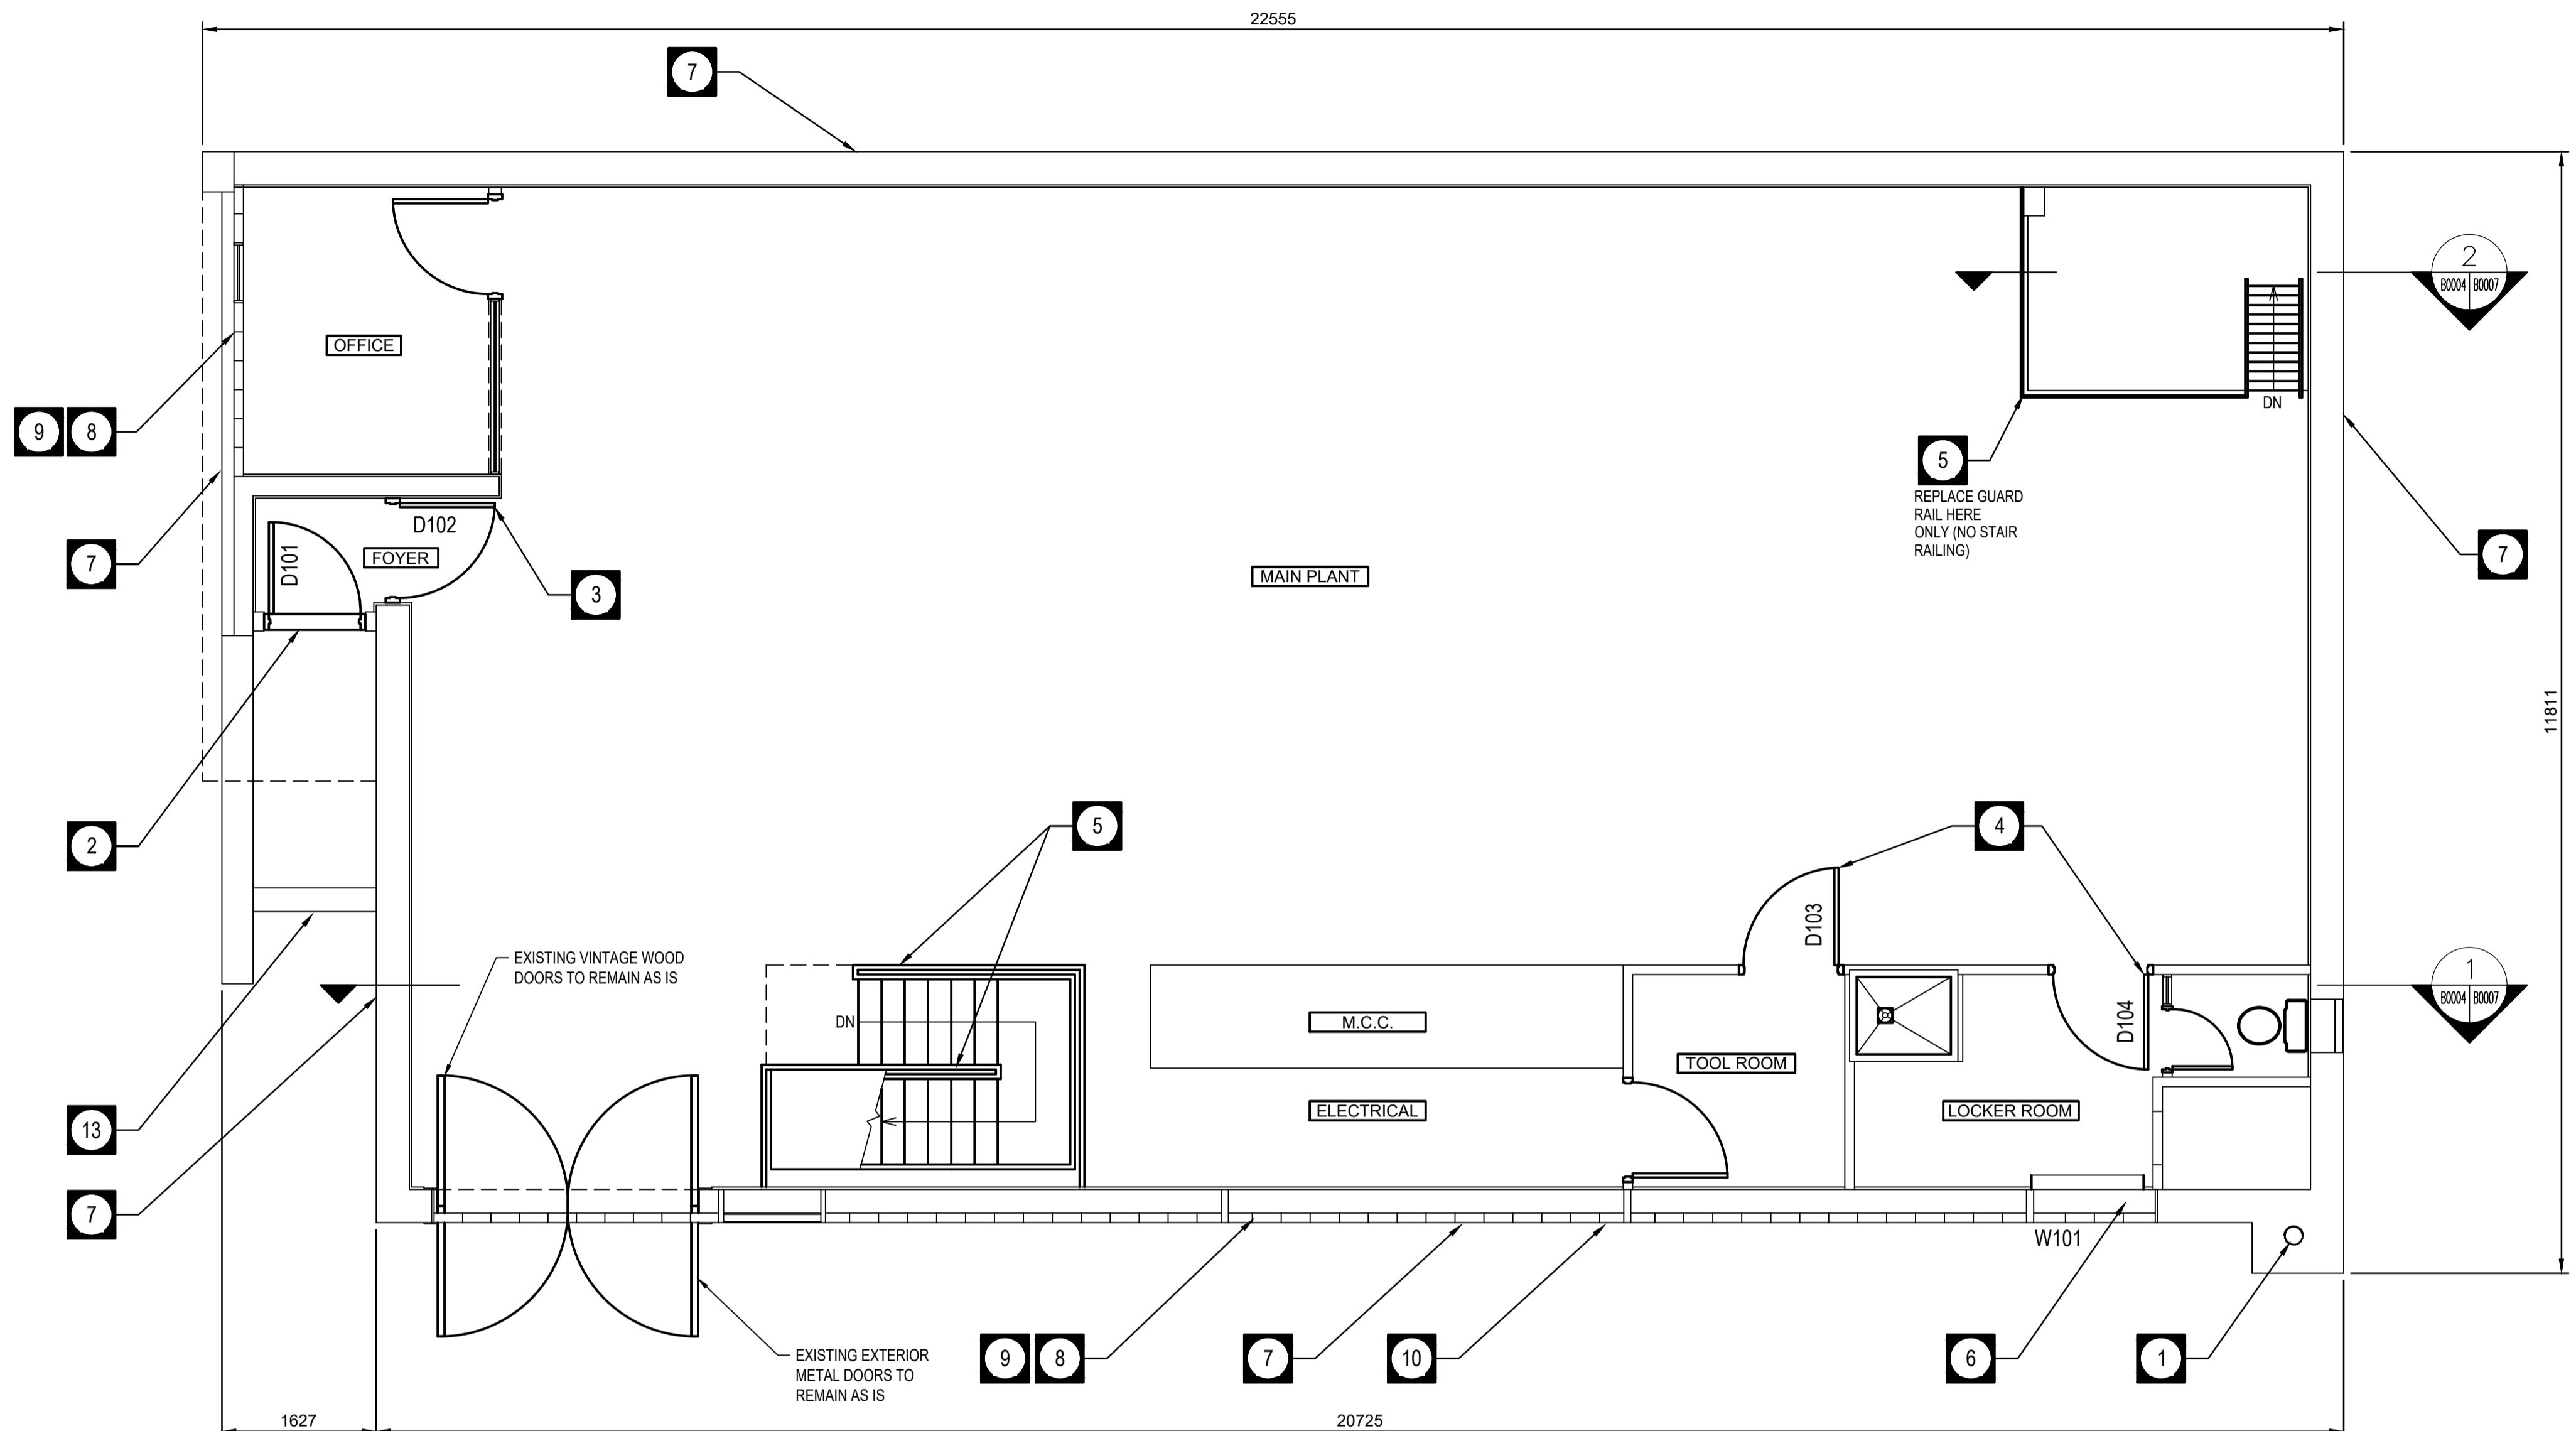 22555
7
2
B0004 B0007
OFFICE
DN
9 8
5
REPLACE GUARD
RAIL HERE
ONLY (NO STAIR
RAILING)
D102
D101
FOYER
7
7
3
MAIN PLANT
11811
2
5
4
D103
EXISTING VINTAGE WOOD
DOORS TO REMAIN AS IS
1
B0004 B0007
DN
M.C.C.
D104
TOOL ROOM
ELECTRICAL
LOCKER ROOM
13
7
W101
EXISTING EXTERIOR
METAL DOORS TO
REMAIN AS IS
9 8
7
10
6
1
1627
20725